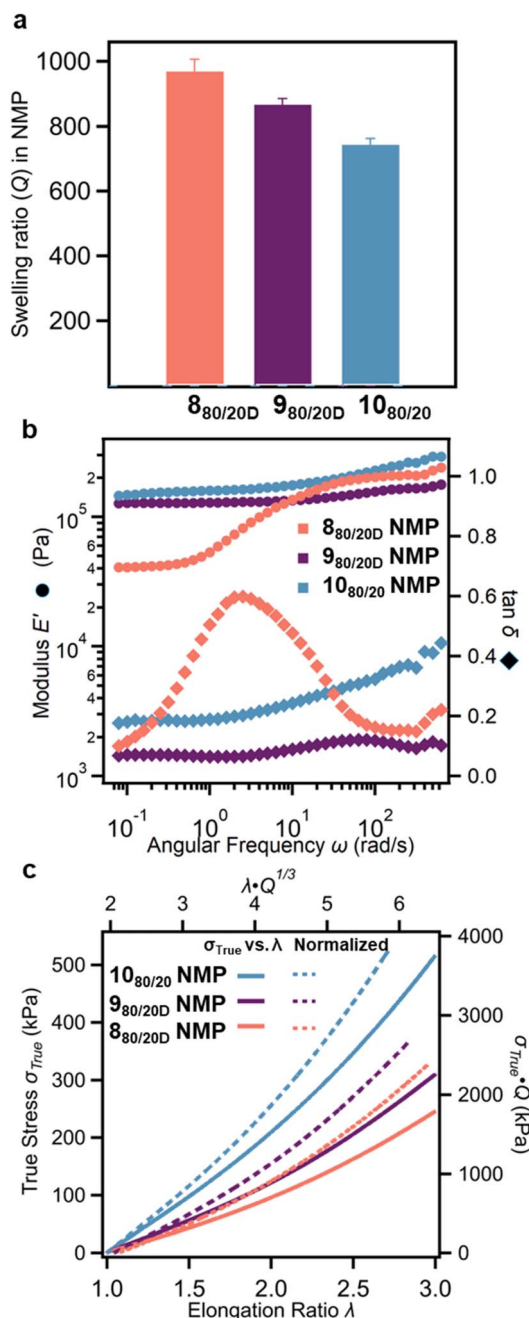 a
Swelling ratio (Q) in NMP
1000
800
600
400
200
880/20D 980/20D 1080/20
b
Modulus E' (Pa)
2
10⁵
8
6
4
2
10⁴
8
6
4
2
10³
880/20D NMP
980/20D NMP
1080/20 NMP
1.0
0.8
0.6
0.4
0.2
0.0
tan δ
10⁻¹ 10⁰ 10¹ 10²
Angular Frequency ω (rad/s)
c
λ•Q^1/3
2 3 4 5 6
σTrue vs. λ Normalized
1080/20 NMP
980/20D NMP
880/20D NMP
True Stress σTrue (kPa)
500
400
300
200
100
0
4000
3000
2000
1000
0
σTrue•Q (kPa)
1.0 1.5 2.0 2.5 3.0
Elongation Ratio λ